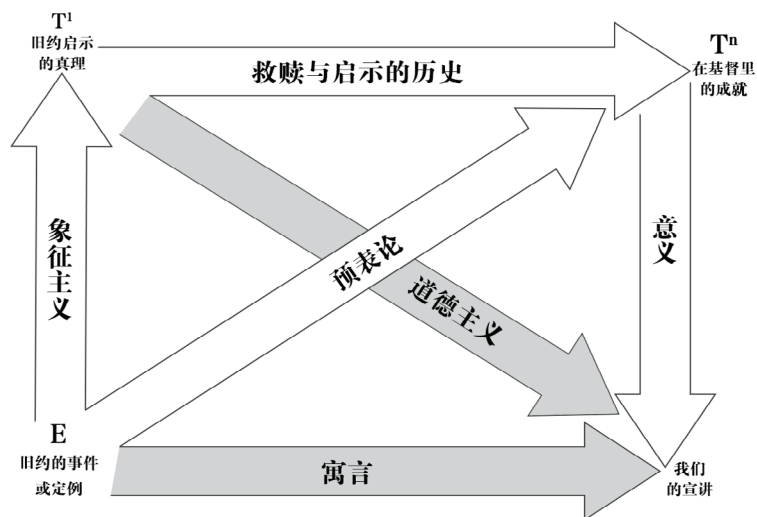 T¹
旧约启示
的真理
救赎与启示的历史
Tⁿ
在基督里
的成就
象征主义
预表论
道德主义
意义
E
旧约的事件
或定例
寓言
我们
的宣讲